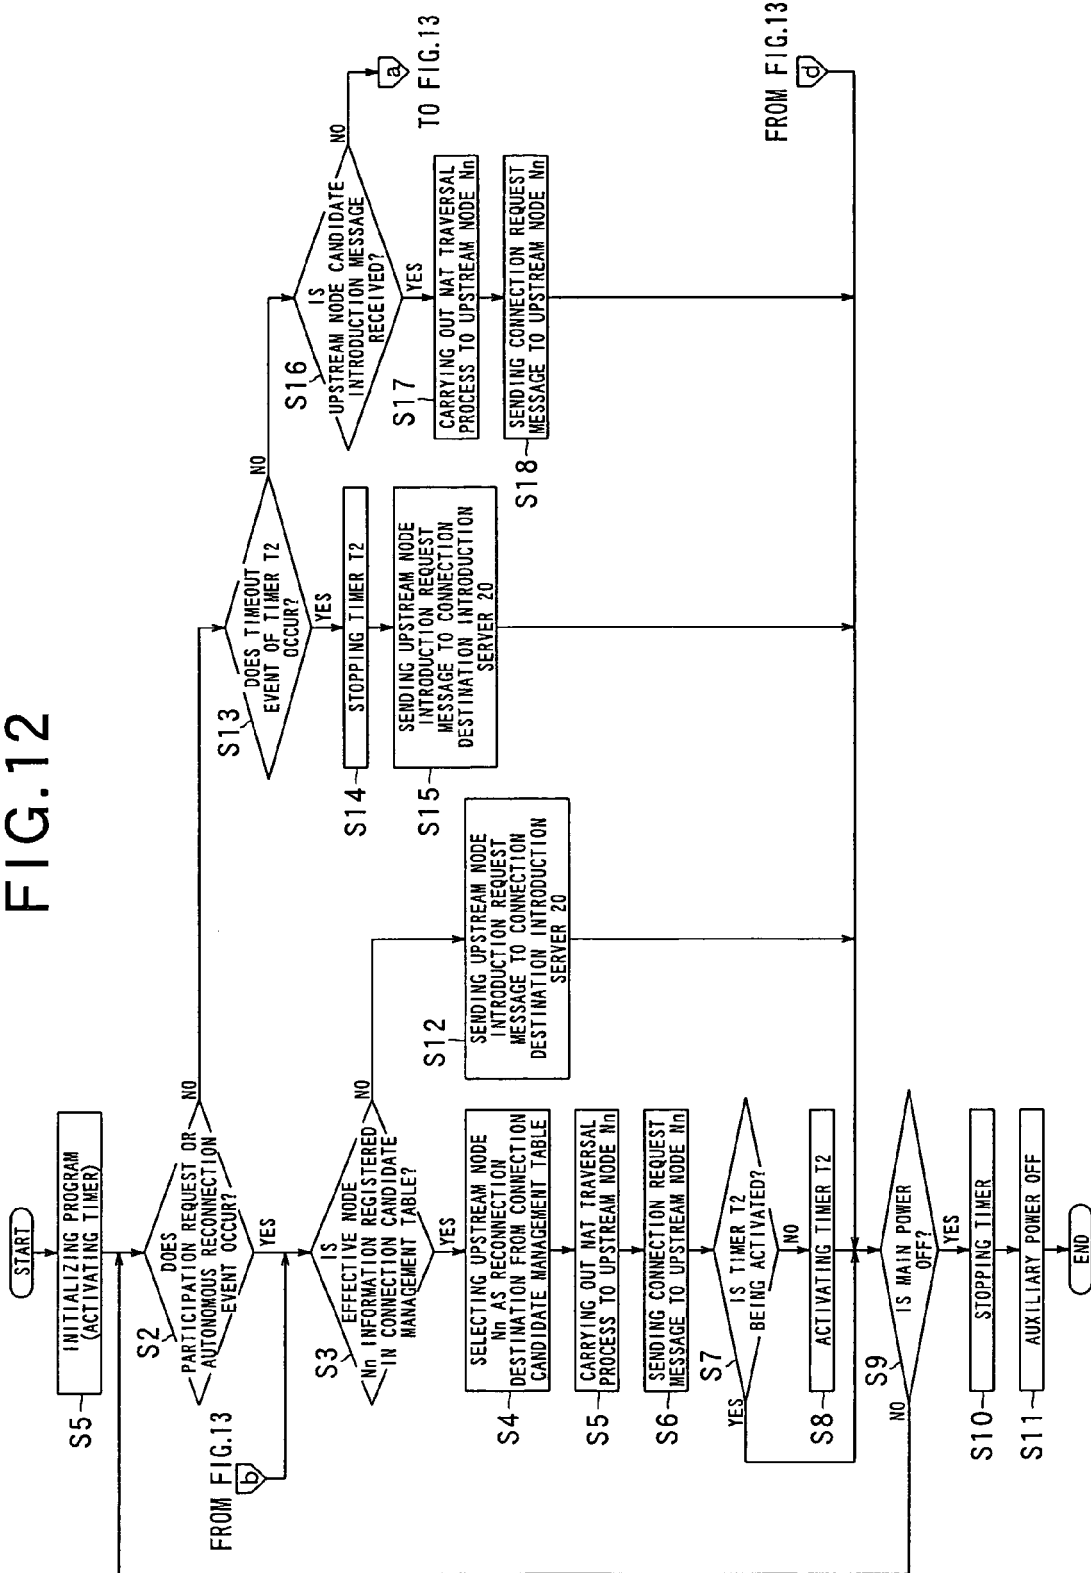 FIG.12
START
S5
INITIALIZING PROGRAM
(ACTIVATING TIMER)
S2
DOES
PARTICIPATION REQUEST OR
AUTONOMOUS RECONNECTION
EVENT OCCUR?
NO
YES
FROM FIG.13
b
S3
IS
EFFECTIVE NODE
Nn INFORMATION REGISTERED
IN CONNECTION CANDIDATE
MANAGEMENT TABLE?
NO
YES
S4
SELECTING UPSTREAM NODE
Nn AS RECONNECTION
DESTINATION FROM CONNECTION
CANDIDATE MANAGEMENT TABLE
S5
CARRYING OUT NAT TRAVERSAL
PROCESS TO UPSTREAM NODE Nn
S6
SENDING CONNECTION REQUEST
MESSAGE TO UPSTREAM NODE Nn
S7
IS TIMER T2
BEING ACTIVATED?
YES
NO
S8
ACTIVATING TIMER T2
S9
IS MAIN POWER
OFF?
NO
YES
S10
STOPPING TIMER
S11
AUXILIARY POWER OFF
END
S12
SENDING UPSTREAM NODE
INTRODUCTION REQUEST
MESSAGE TO CONNECTION
DESTINATION INTRODUCTION
SERVER 20
S13
DOES TIMEOUT
EVENT OF TIMER T2
OCCUR?
NO
YES
S14
STOPPING TIMER T2
S15
SENDING UPSTREAM NODE
INTRODUCTION REQUEST
MESSAGE TO CONNECTION
DESTINATION INTRODUCTION
SERVER 20
S16
IS
UPSTREAM NODE CANDIDATE
INTRODUCTION MESSAGE
RECEIVED?
NO
YES
a
TO FIG.13
S17
CARRYING OUT NAT TRAVERSAL
PROCESS TO UPSTREAM NODE Nn
S18
SENDING CONNECTION REQUEST
MESSAGE TO UPSTREAM NODE Nn
FROM FIG.13
d